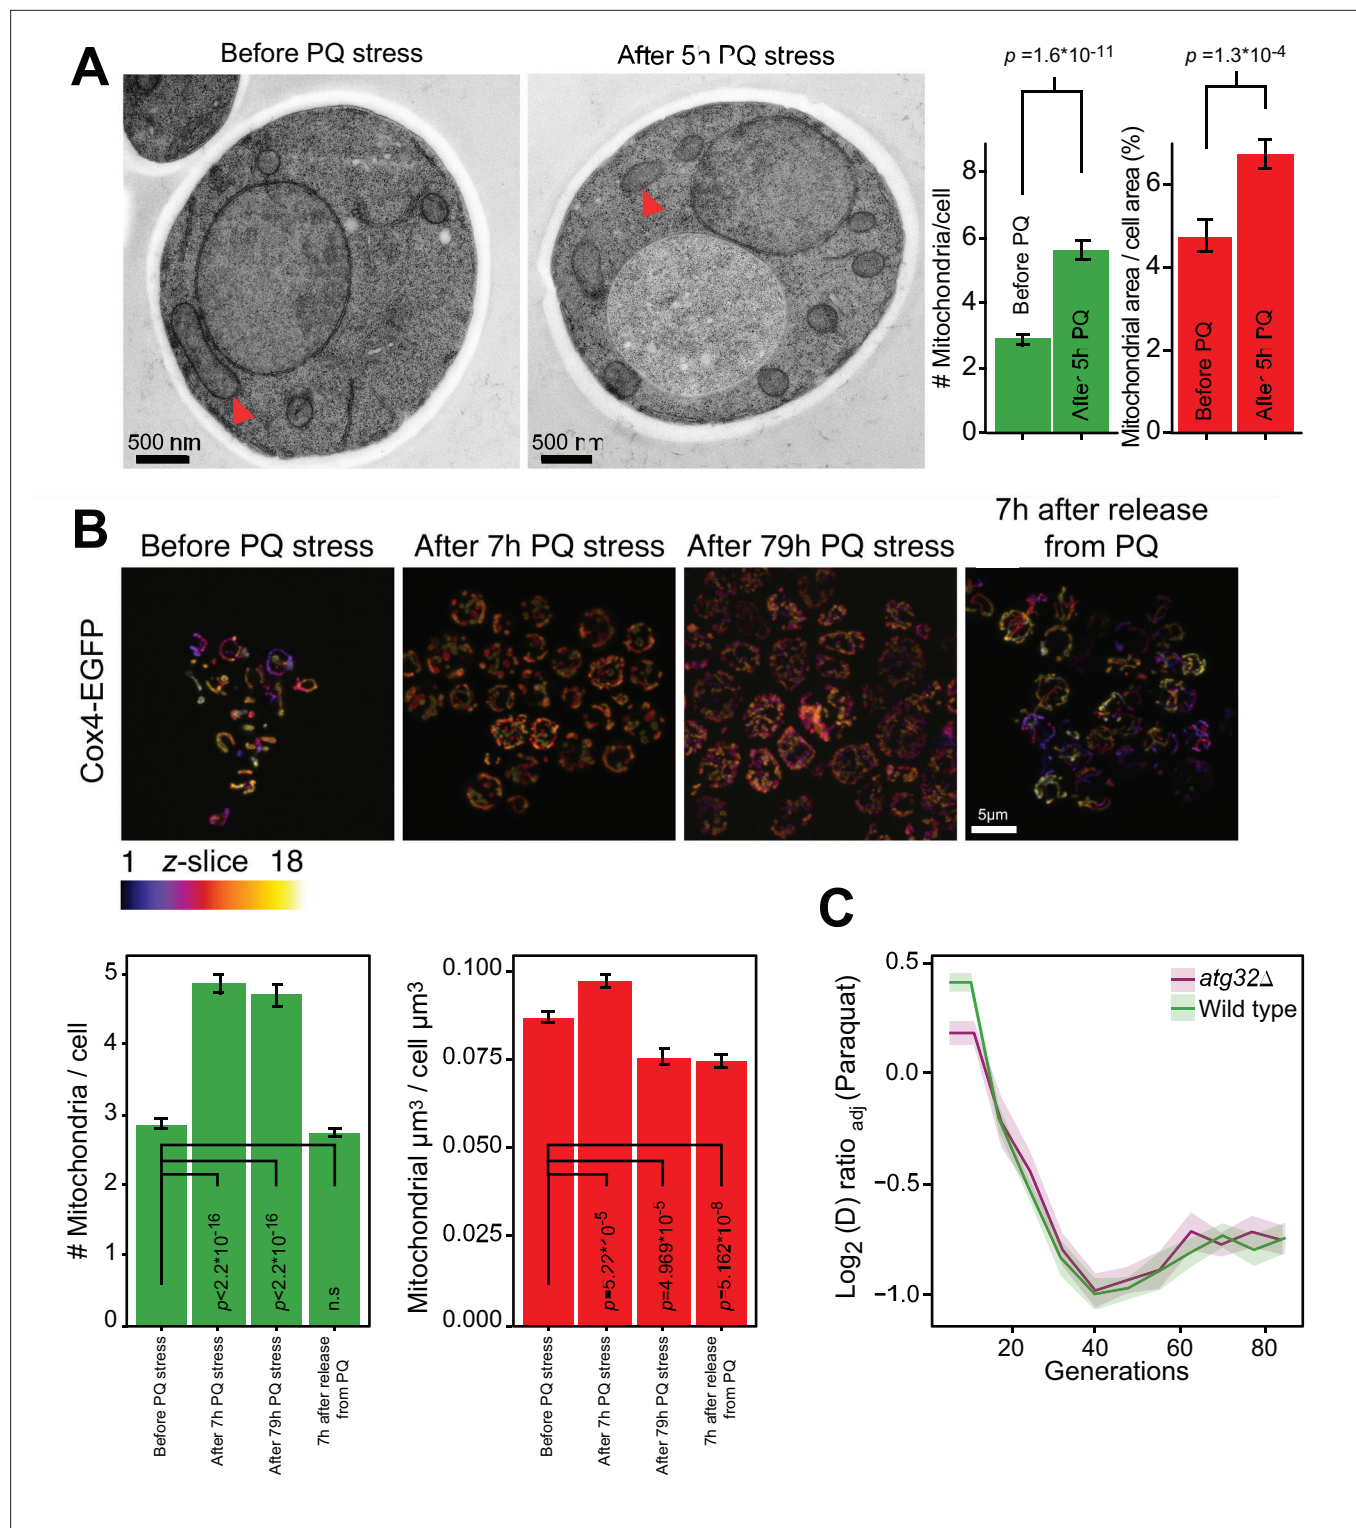 A
Before PQ stress
After 5h PQ stress
500 nm
500 nm
p =1.6*10-11
# Mitochondria/cell
8
6
4
2
0
Before PQ
After 5h PQ
p =1.3*10-4
Mitochondrial area / cell area (%)
6
4
2
0
Before PQ
After 5h PQ
B
Before PQ stress
After 7h PQ stress
After 79h PQ stress
7h after release
from PQ
Cox4-EGFP
5µm
1 z-slice 18
# Mitochondria / cell
5
4
3
2
1
0
p<2.2*10-16
p<2.2*10-16
n.s
Before PQ stress
After 7h PQ stress
After 79h PQ stress
7h after release
from PQ
Mitochondrial µm3 / cell µm3
0.100
0.075
0.050
0.025
0.000
p=5.22*10-5
p=4.969*10-5
p=5.162*10-8
Before PQ stress
After 7h PQ stress
After 79h PQ stress
7h after release
from PQ
C
Log2 (D) ratio adj (Paraquat)
0.5
0.0
−0.5
−1.0
atg32Δ
Wild type
20
40
60
80
Generations